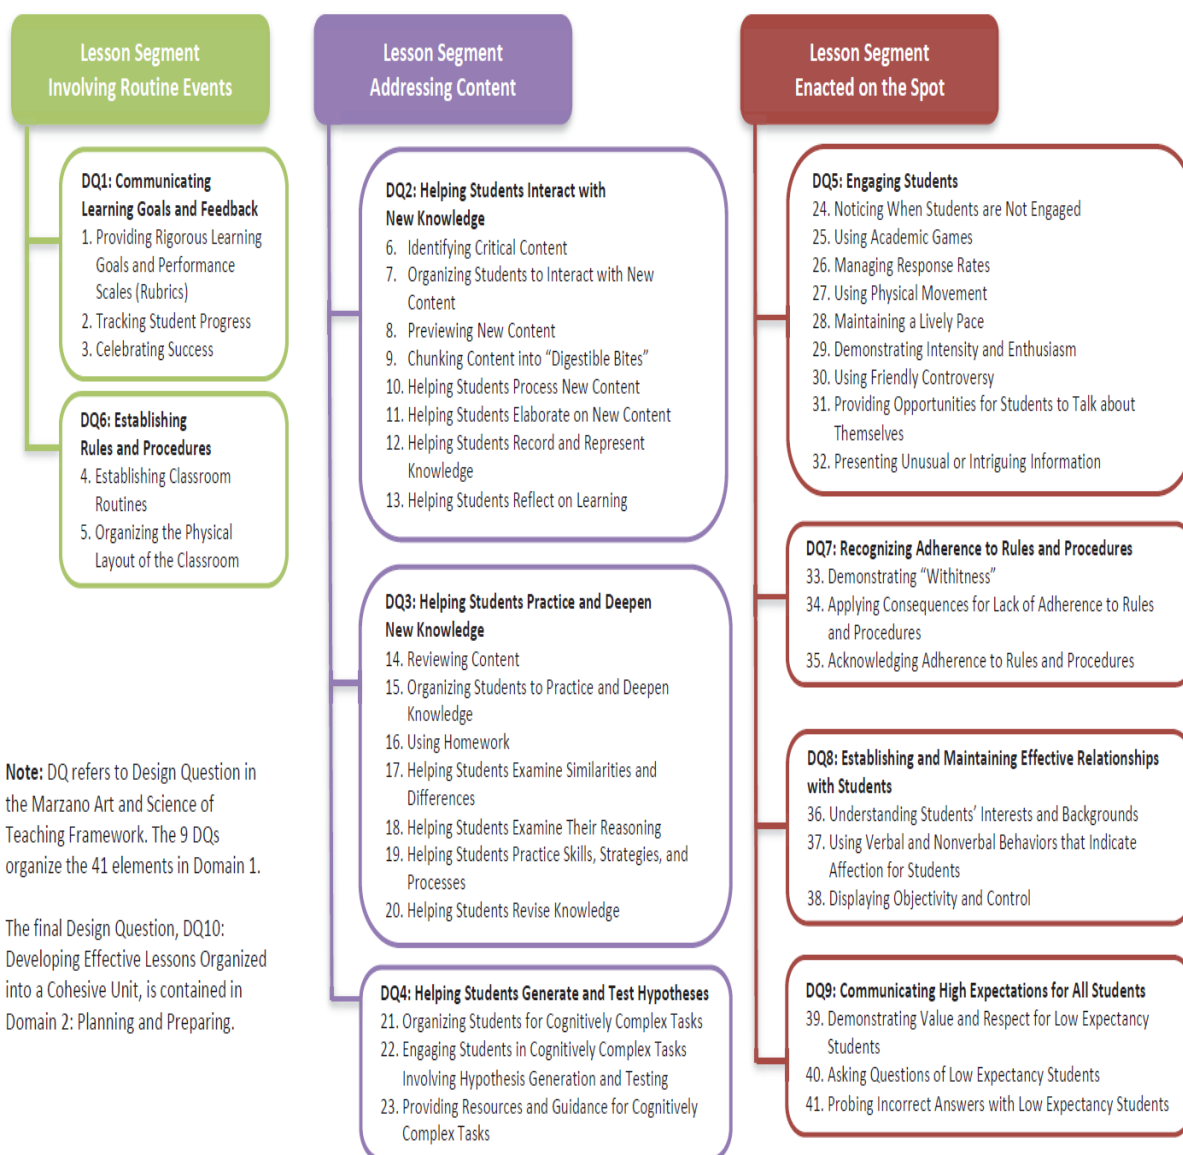 Lesson Segment
Involving Routine Events
DQ1: Communicating
Learning Goals and Feedback
1. Providing Rigorous Learning
Goals and Performance
Scales (Rubrics)
2. Tracking Student Progress
3. Celebrating Success
DQ6: Establishing
Rules and Procedures
4. Establishing Classroom
Routines
5. Organizing the Physical
Layout of the Classroom
Note: DQ refers to Design Question in
the Marzano Art and Science of
Teaching Framework. The 9 DQs
organize the 41 elements in Domain 1.
The final Design Question, DQ10:
Developing Effective Lessons Organized
into a Cohesive Unit, is contained in
Domain 2: Planning and Preparing.
Lesson Segment
Addressing Content
DQ2: Helping Students Interact with
New Knowledge
6. Identifying Critical Content
7. Organizing Students to Interact with New
Content
8. Previewing New Content
9. Chunking Content into “Digestible Bites”
10. Helping Students Process New Content
11. Helping Students Elaborate on New Content
12. Helping Students Record and Represent
Knowledge
13. Helping Students Reflect on Learning
DQ3: Helping Students Practice and Deepen
New Knowledge
14. Reviewing Content
15. Organizing Students to Practice and Deepen
Knowledge
16. Using Homework
17. Helping Students Examine Similarities and
Differences
18. Helping Students Examine Their Reasoning
19. Helping Students Practice Skills, Strategies, and
Processes
20. Helping Students Revise Knowledge
DQ4: Helping Students Generate and Test Hypotheses
21. Organizing Students for Cognitively Complex Tasks
22. Engaging Students in Cognitively Complex Tasks
Involving Hypothesis Generation and Testing
23. Providing Resources and Guidance for Cognitively
Complex Tasks
Lesson Segment
Enacted on the Spot
DQ5: Engaging Students
24. Noticing When Students are Not Engaged
25. Using Academic Games
26. Managing Response Rates
27. Using Physical Movement
28. Maintaining a Lively Pace
29. Demonstrating Intensity and Enthusiasm
30. Using Friendly Controversy
31. Providing Opportunities for Students to Talk about
Themselves
32. Presenting Unusual or Intriguing Information
DQ7: Recognizing Adherence to Rules and Procedures
33. Demonstrating “Withitness”
34. Applying Consequences for Lack of Adherence to Rules
and Procedures
35. Acknowledging Adherence to Rules and Procedures
DQ8: Establishing and Maintaining Effective Relationships
with Students
36. Understanding Students’ Interests and Backgrounds
37. Using Verbal and Nonverbal Behaviors that Indicate
Affection for Students
38. Displaying Objectivity and Control
DQ9: Communicating High Expectations for All Students
39. Demonstrating Value and Respect for Low Expectancy
Students
40. Asking Questions of Low Expectancy Students
41. Probing Incorrect Answers with Low Expectancy Students